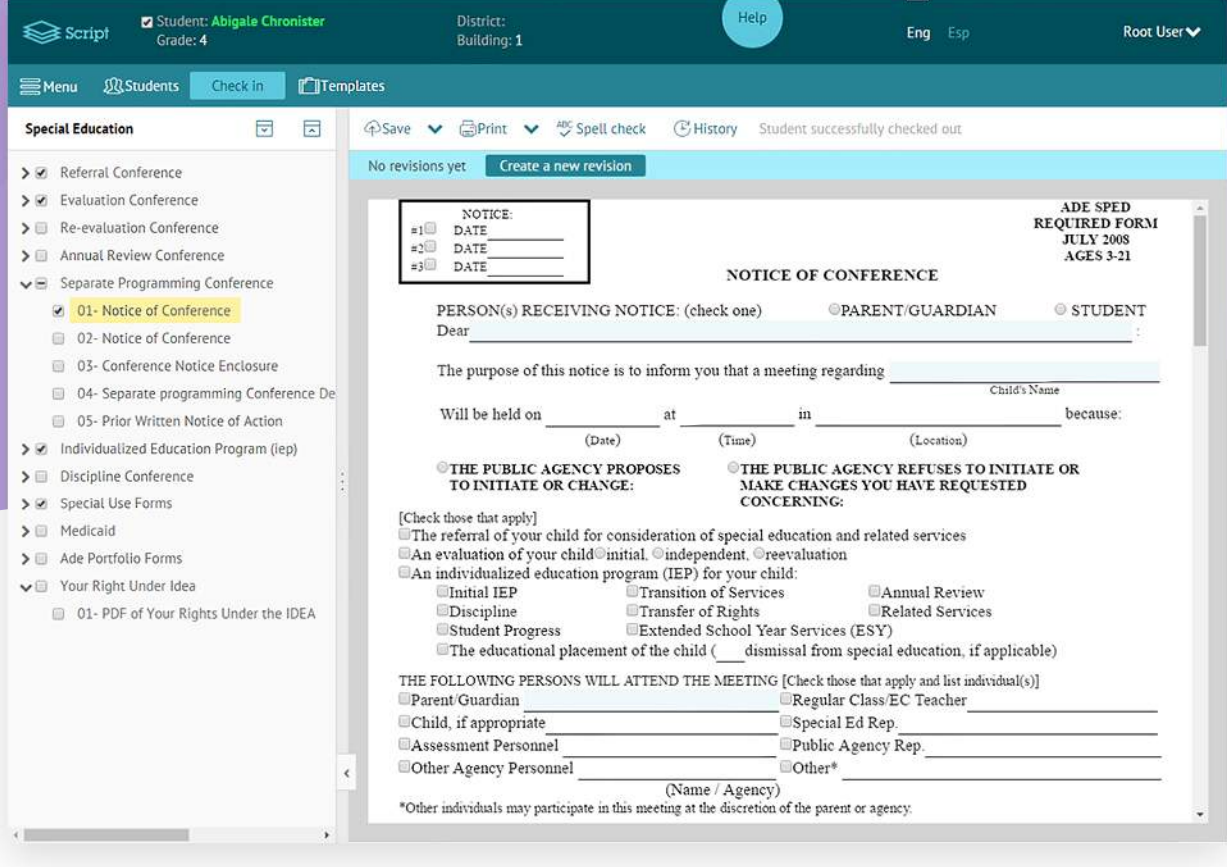 Script
Student: Abigale Chronister
Grade: 4
District:
Building: 1
Help
Eng Esp
Root User
Menu Students Check in Templates
Special Education
Save Print ABC Spell check History Student successfully checked out
No revisions yet Create a new revision
Referral Conference
Evaluation Conference
Re-evaluation Conference
Annual Review Conference
Separate Programming Conference
01- Notice of Conference
02- Notice of Conference
03- Conference Notice Enclosure
04- Separate programming Conference De
05- Prior Written Notice of Action
Individualized Education Program (iep)
Discipline Conference
Special Use Forms
Medicaid
Ade Portfolio Forms
Your Right Under Idea
01- PDF of Your Rights Under the IDEA
NOTICE:
#1 DATE
#2 DATE
#3 DATE
ADE SPED
REQUIRED FORM
JULY 2008
AGES 3-21
NOTICE OF CONFERENCE
PERSON(s) RECEIVING NOTICE: (check one) PARENT/GUARDIAN STUDENT
Dear :
The purpose of this notice is to inform you that a meeting regarding
Child's Name
Will be held on at in because:
(Date) (Time) (Location)
THE PUBLIC AGENCY PROPOSES
TO INITIATE OR CHANGE:
THE PUBLIC AGENCY REFUSES TO INITIATE OR
MAKE CHANGES YOU HAVE REQUESTED
CONCERNING:
[Check those that apply]
The referral of your child for consideration of special education and related services
An evaluation of your child initial, independent, reevaluation
An individualized education program (IEP) for your child:
Initial IEP Transition of Services Annual Review
Discipline Transfer of Rights Related Services
Student Progress Extended School Year Services (ESY)
The educational placement of the child ( dismissal from special education, if applicable)
THE FOLLOWING PERSONS WILL ATTEND THE MEETING [Check those that apply and list individual(s)]
Parent/Guardian Regular Class/EC Teacher
Child, if appropriate Special Ed Rep.
Assessment Personnel Public Agency Rep.
Other Agency Personnel Other*
(Name / Agency)
*Other individuals may participate in this meeting at the discretion of the parent or agency.